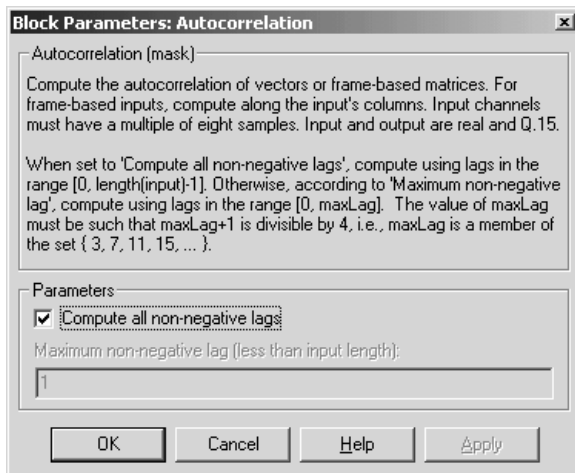 Block Parameters: Autocorrelation
Autocorrelation (mask)
Compute the autocorrelation of vectors or frame-based matrices. For
frame-based inputs, compute along the input's columns. Input channels
must have a multiple of eight samples. Input and output are real and Q.15.
When set to 'Compute all non-negative lags', compute using lags in the
range [0, length(input)-1]. Otherwise, according to 'Maximum non-negative
lag', compute using lags in the range [0, maxLag].  The value of maxLag
must be such that maxLag+1 is divisible by 4, i.e., maxLag is a member of
the set { 3, 7, 11, 15, ... }.
Parameters
Compute all non-negative lags
Maximum non-negative lag (less than input length):
1
OK Cancel Help Apply